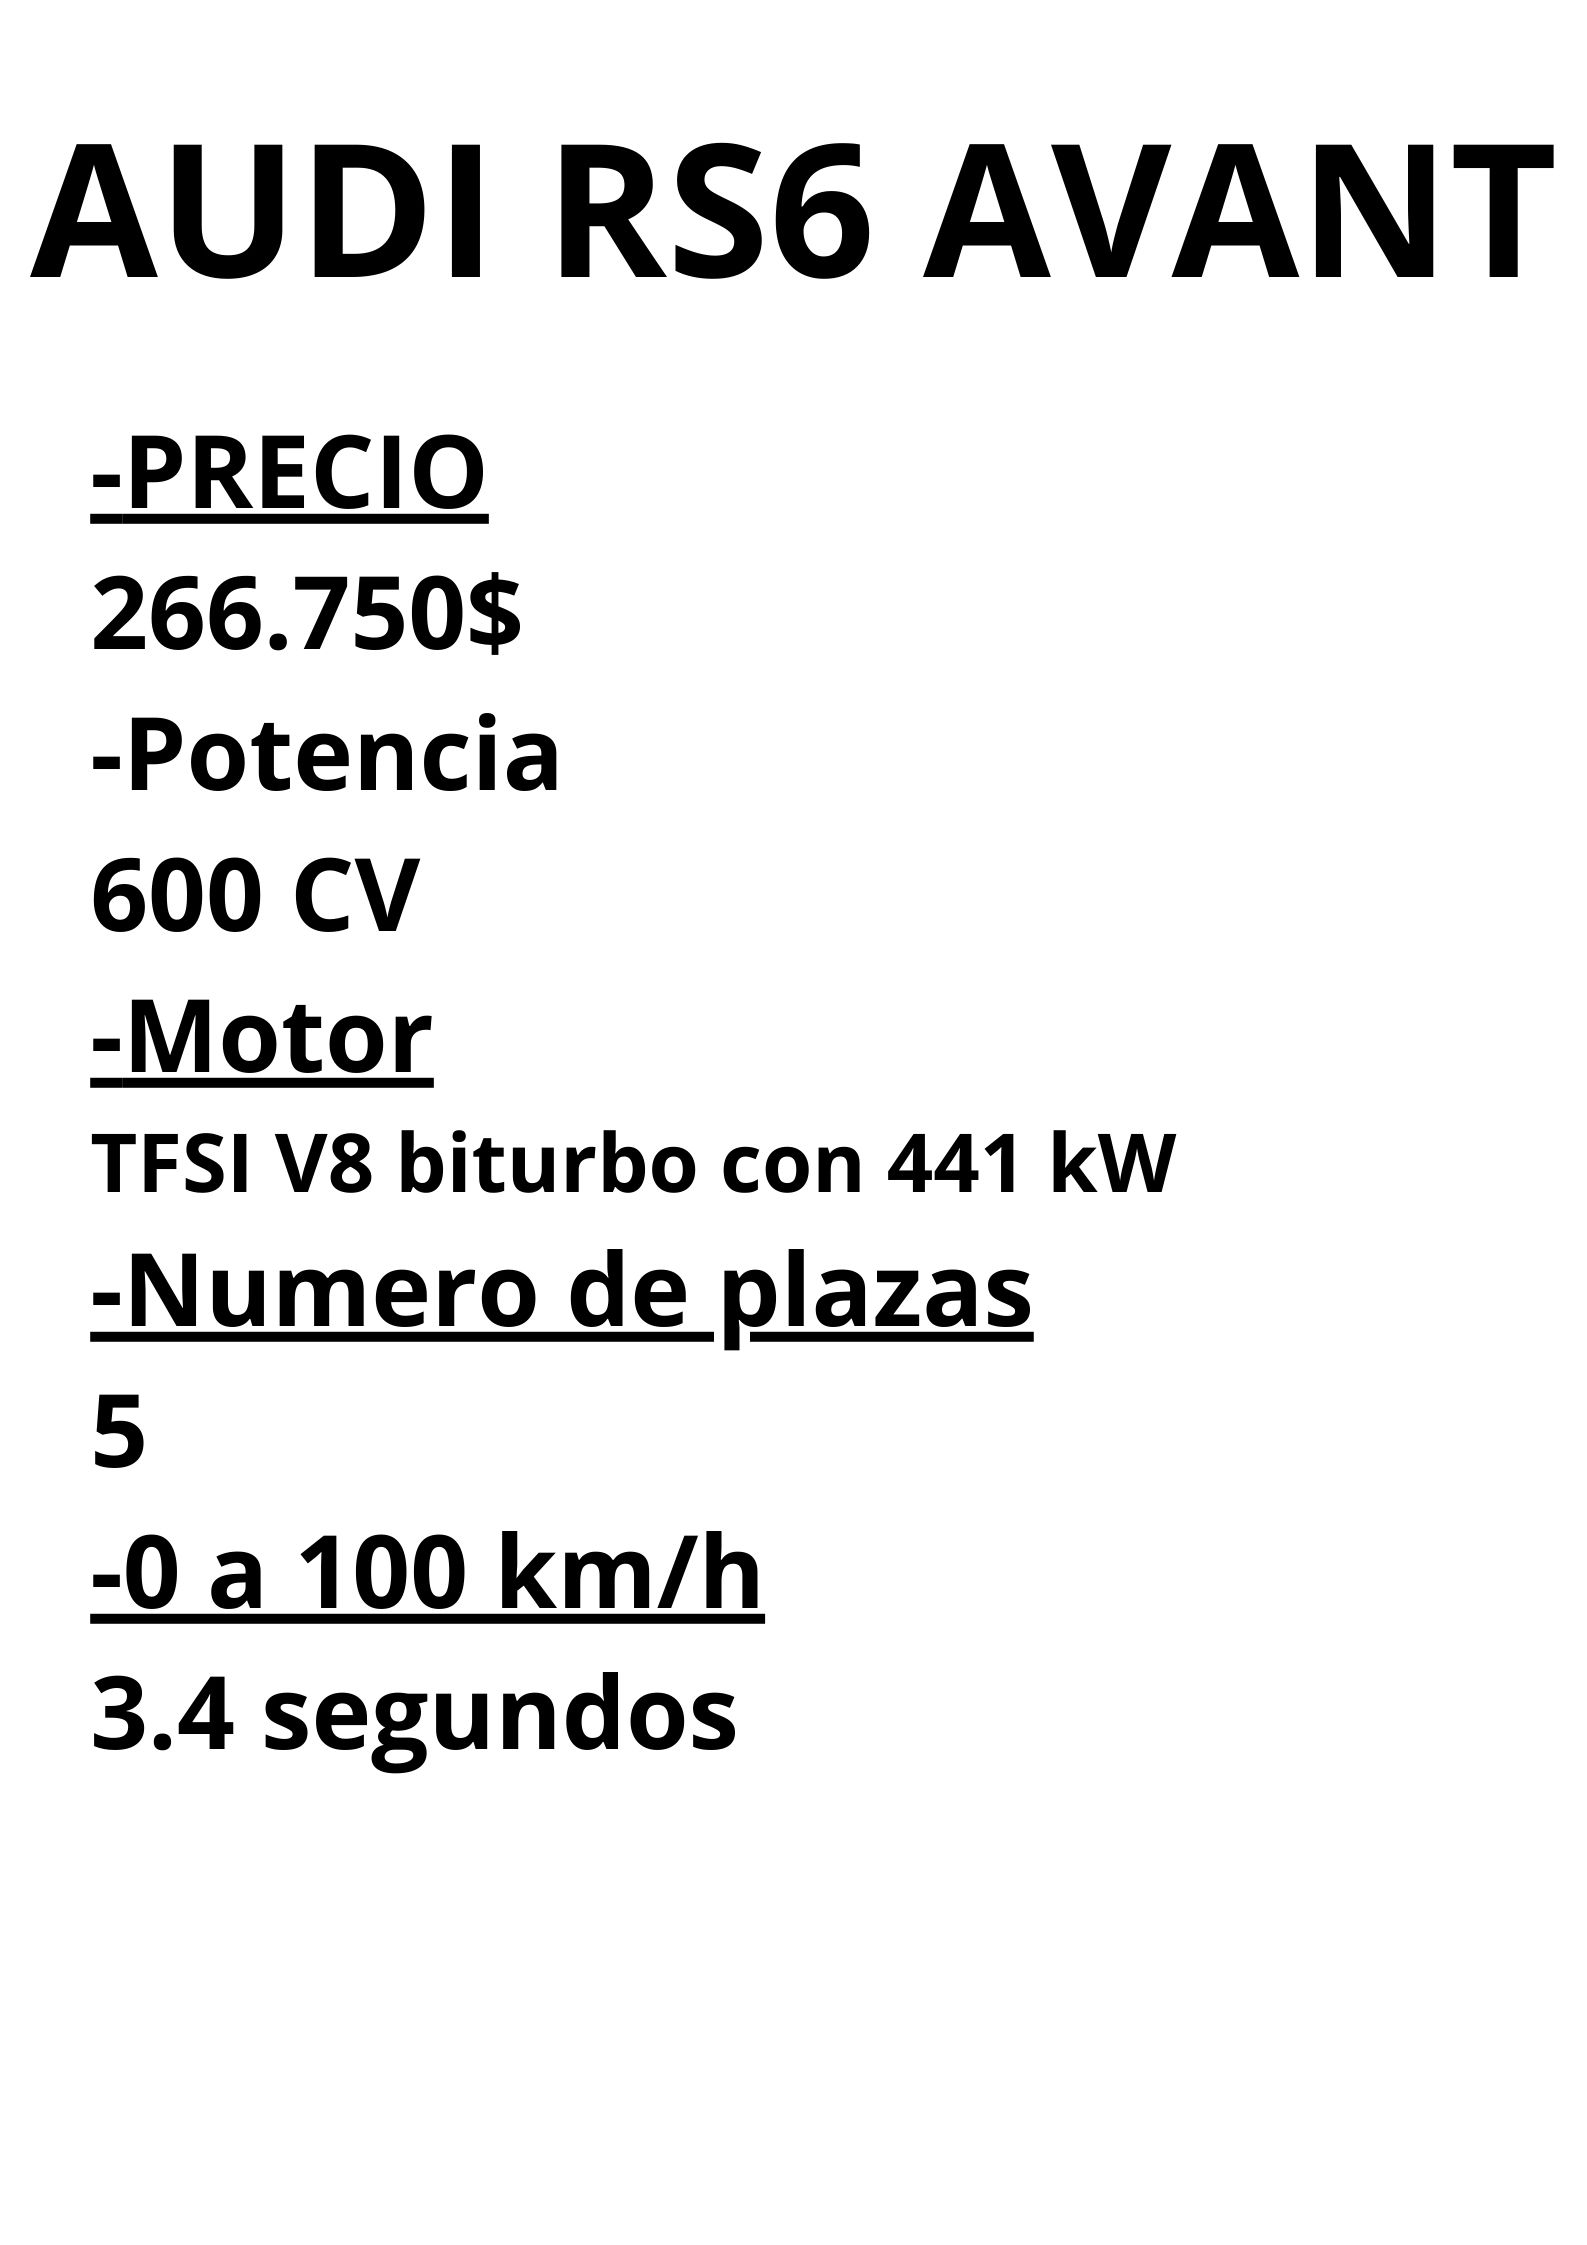 AUDI RS6 AVANT
-PRECIO
266.750$
-Potencia
600 CV
-Motor
TFSI V8 biturbo con 441 kW
-Numero de plazas
5
-0 a 100 km/h
3.4 segundos